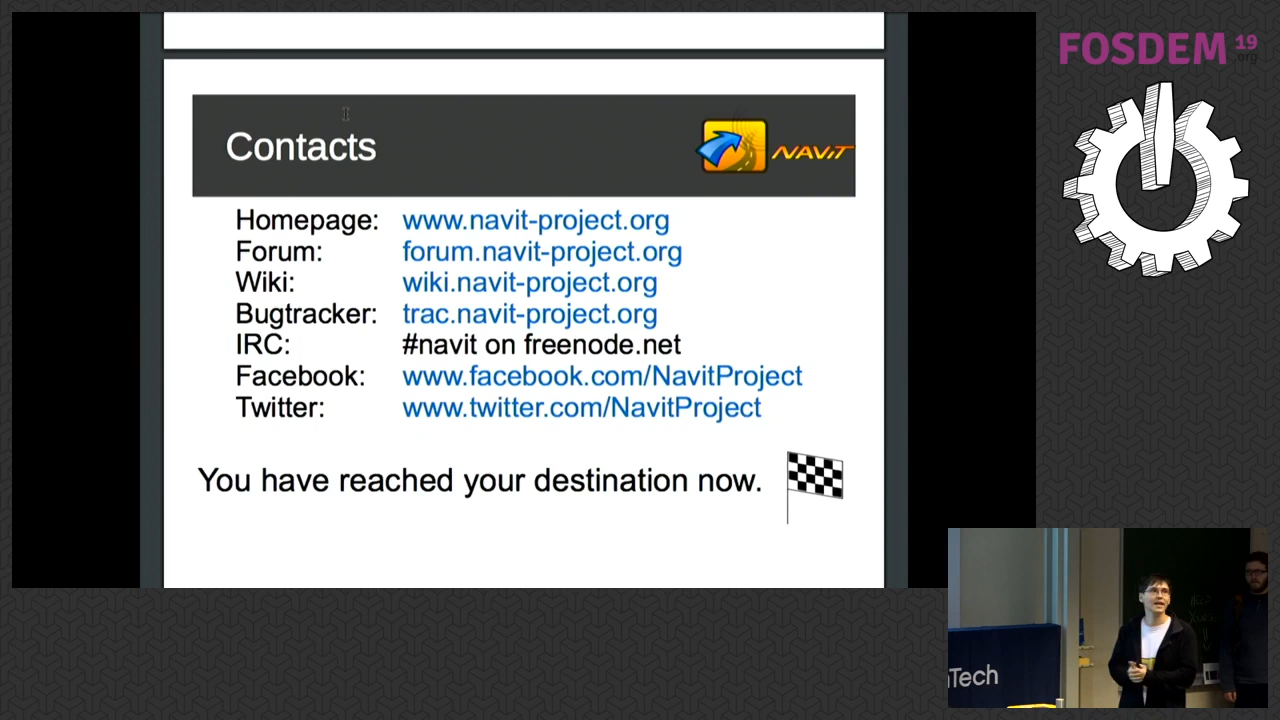 FOSDEM 19
.org
Contacts
NAVIT
Homepage: www.navit-project.org
Forum: forum.navit-project.org
Wiki: wiki.navit-project.org
Bugtracker: trac.navit-project.org
IRC: #navit on freenode.net
Facebook: www.facebook.com/NavitProject
Twitter: www.twitter.com/NavitProject
You have reached your destination now.
Tech